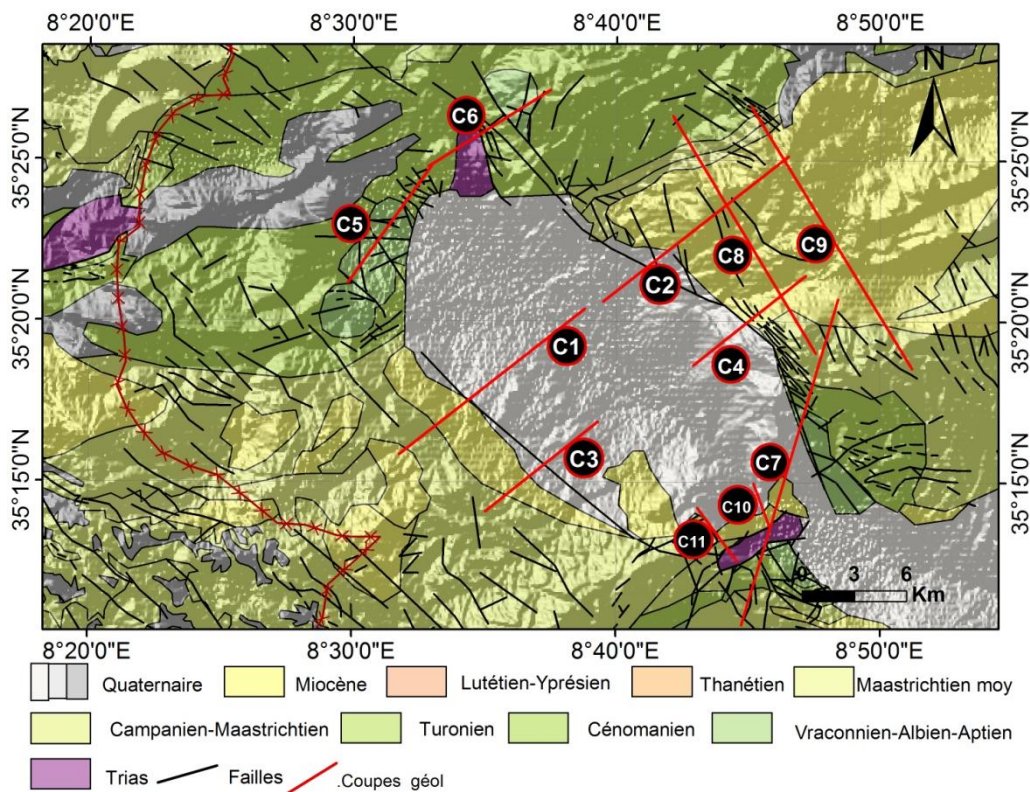 8°20'0"E 8°30'0"E 8°40'0"E 8°50'0"E
N
35°25'0"N 35°25'0"N
35°20'0"N 35°20'0"N
35°15'0"N 35°15'0"N
C6
C5
C9
C8
C2
C1
C4
C3
C7
C10
C11
0 3 6
Km
8°20'0"E 8°30'0"E 8°40'0"E 8°50'0"E
Quaternaire Miocène Lutétien-Yprésien Thanétien Maastrichtien moy
Campanien-Maastrichtien Turonien Cénomanien Vraconnien-Albien-Aptien
Trias Failles .Coupes géol